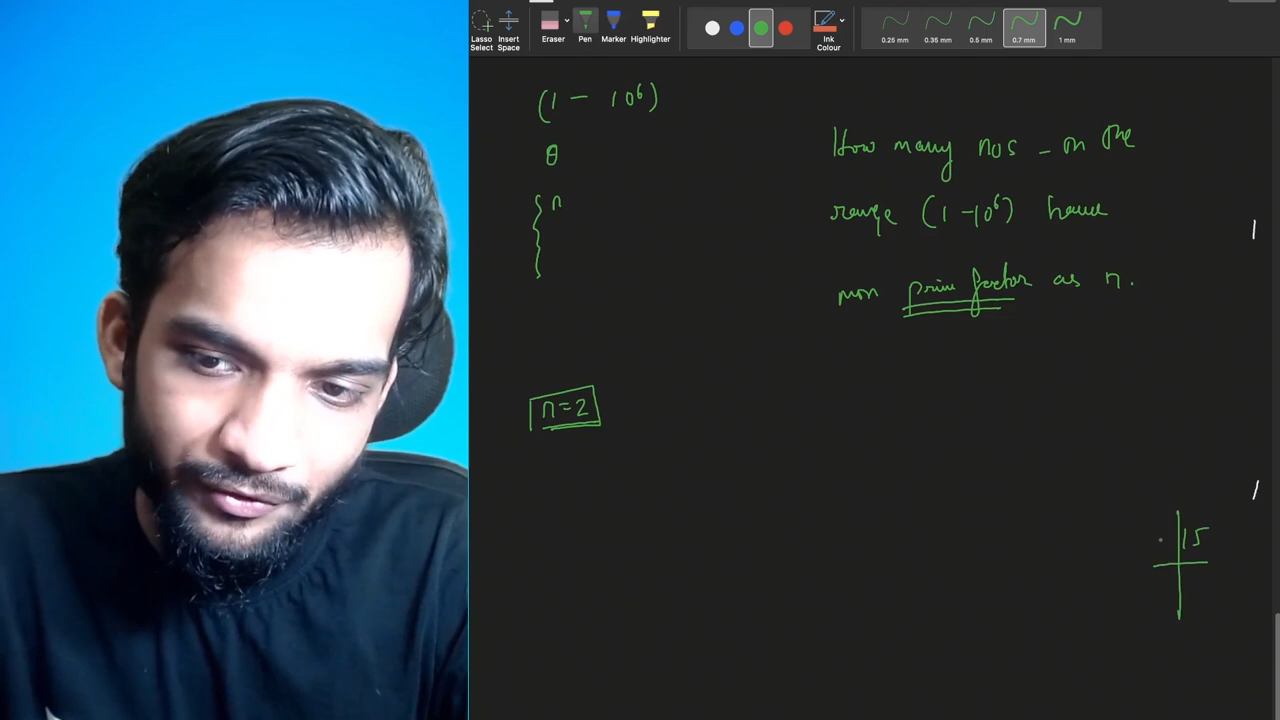 Lasso Select
Insert Space
Eraser
Pen
Marker
Highlighter
Ink Colour
0.25 mm
0.35 mm
0.5 mm
0.7 mm
1 mm
(1 - 10⁶)
Q
n
n=2
How many nos in the
range (1-10⁶) have
prime factor as n.
15